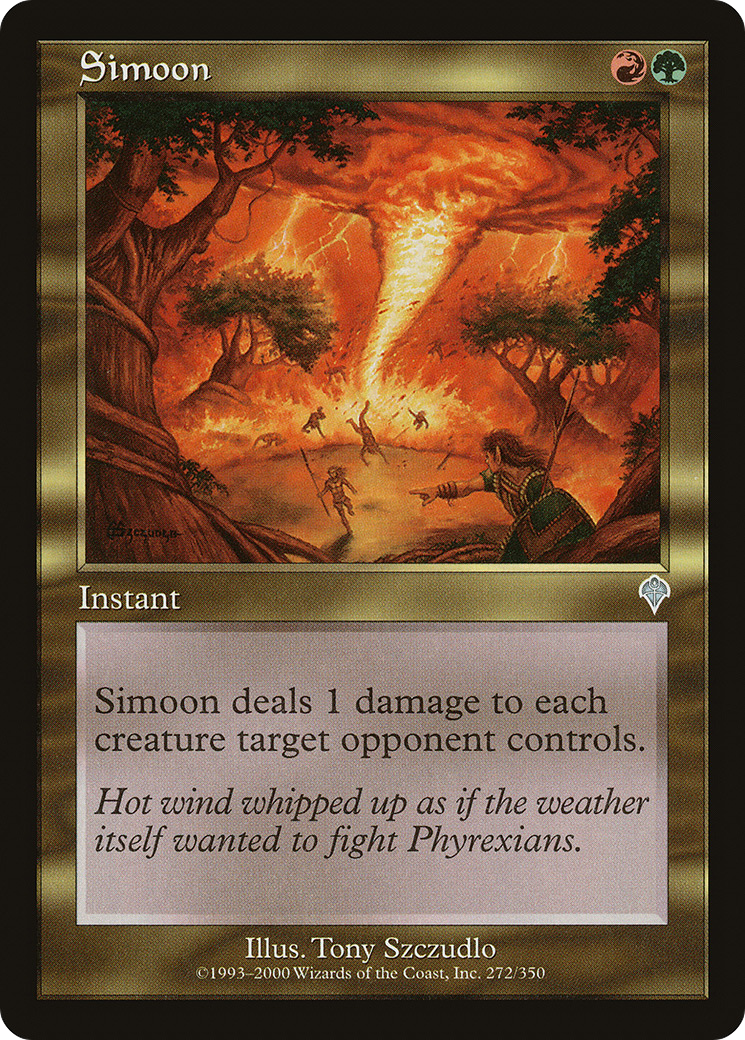 Simoon
Instant
Simoon deals 1 damage to each
creature target opponent controls.
Hot wind whipped up as if the weather
itself wanted to fight Phyrexians.
Illus. Tony Szczudlo
©1993–2000 Wizards of the Coast, Inc. 272/350